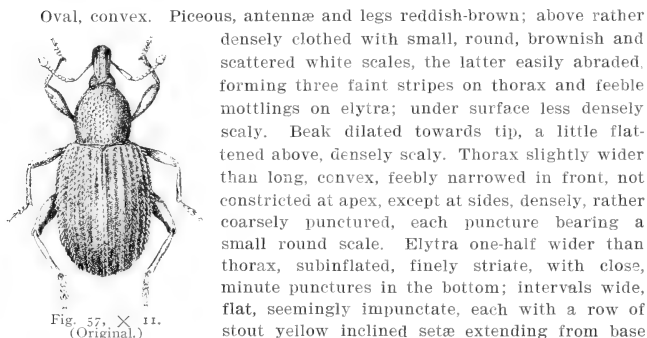 Oval, convex. Piceous, antennæ and legs reddish-brown; above rather
densely clothed with small, round, brownish and
scattered white scales, the latter easily abraded,
forming three faint stripes on thorax and feeble
mottlings on elytra; under surface less densely
scaly. Beak dilated towards tip, a little flat-
tened above, densely scaly. Thorax slightly wider
than long, convex, feebly narrowed in front, not
constricted at apex, except at sides, densely, rather
coarsely punctured, each puncture bearing a
small round scale. Elytra one-half wider than
thorax, subinflated, finely striate, with close,
minute punctures in the bottom; intervals wide,
flat, seemingly impunctate, each with a row of
stout yellow inclined setæ extending from base
Fig. 57, × 11.
(Original.)